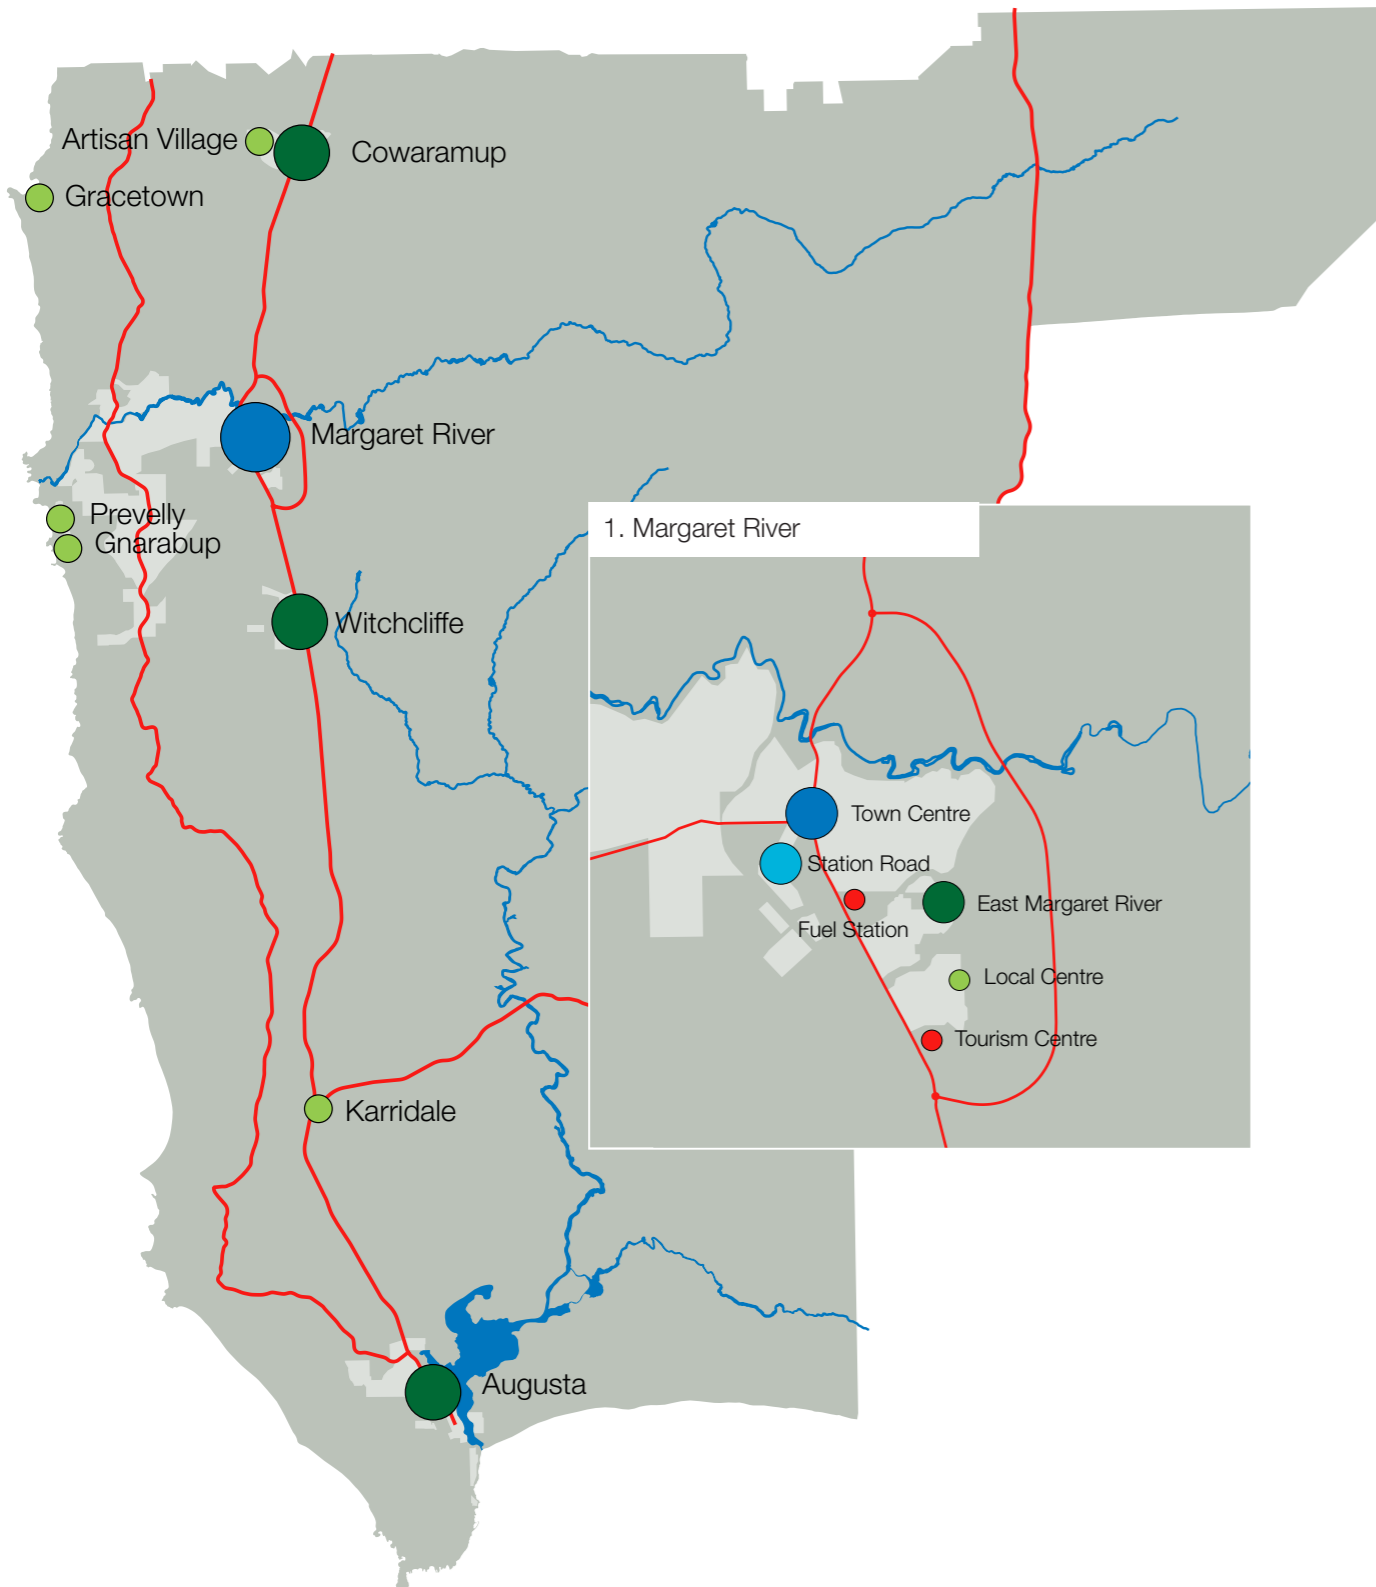 Artisan Village
Cowaramup
Gracetown
Margaret River
Prevelly
Gnarabup
1. Margaret River
Witchcliffe
Town Centre
Station Road
East Margaret River
Fuel Station
Local Centre
Tourism Centre
Karridale
Augusta